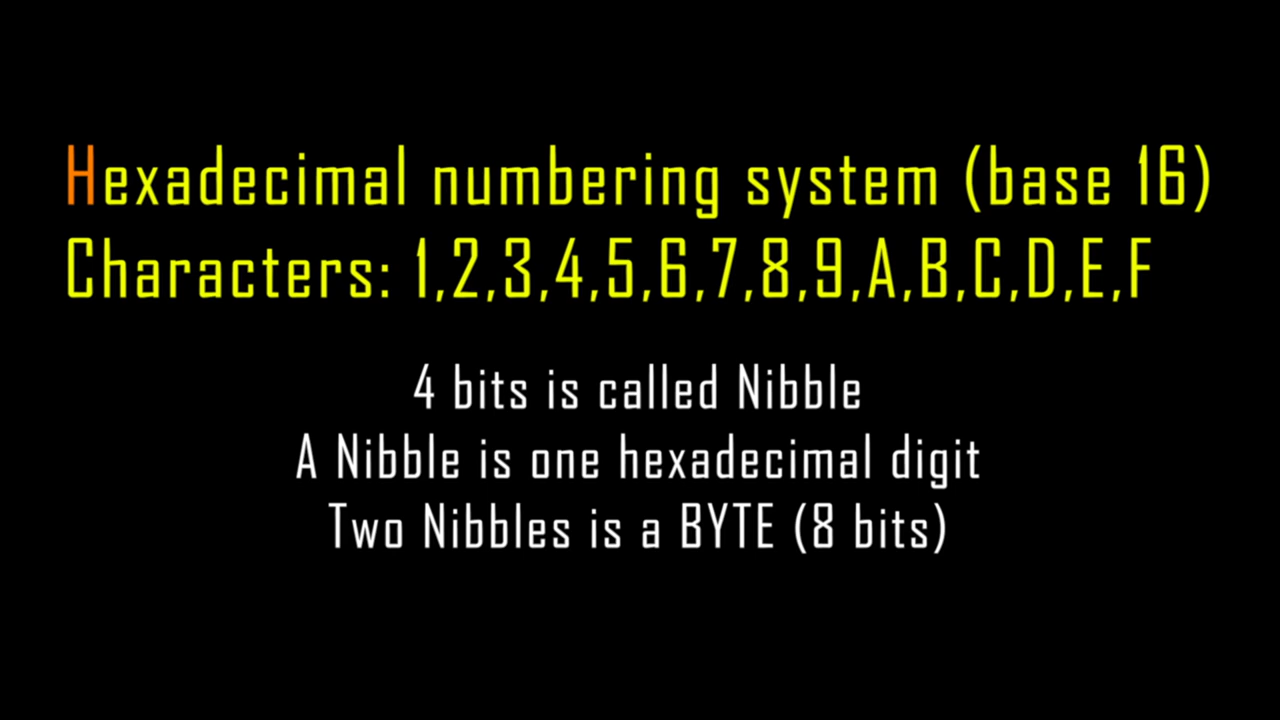 Hexadecimal numbering system (base 16)
Characters: 1,2,3,4,5,6,7,8,9,A,B,C,D,E,F
4 bits is called Nibble
A Nibble is one hexadecimal digit
Two Nibbles is a BYTE (8 bits)